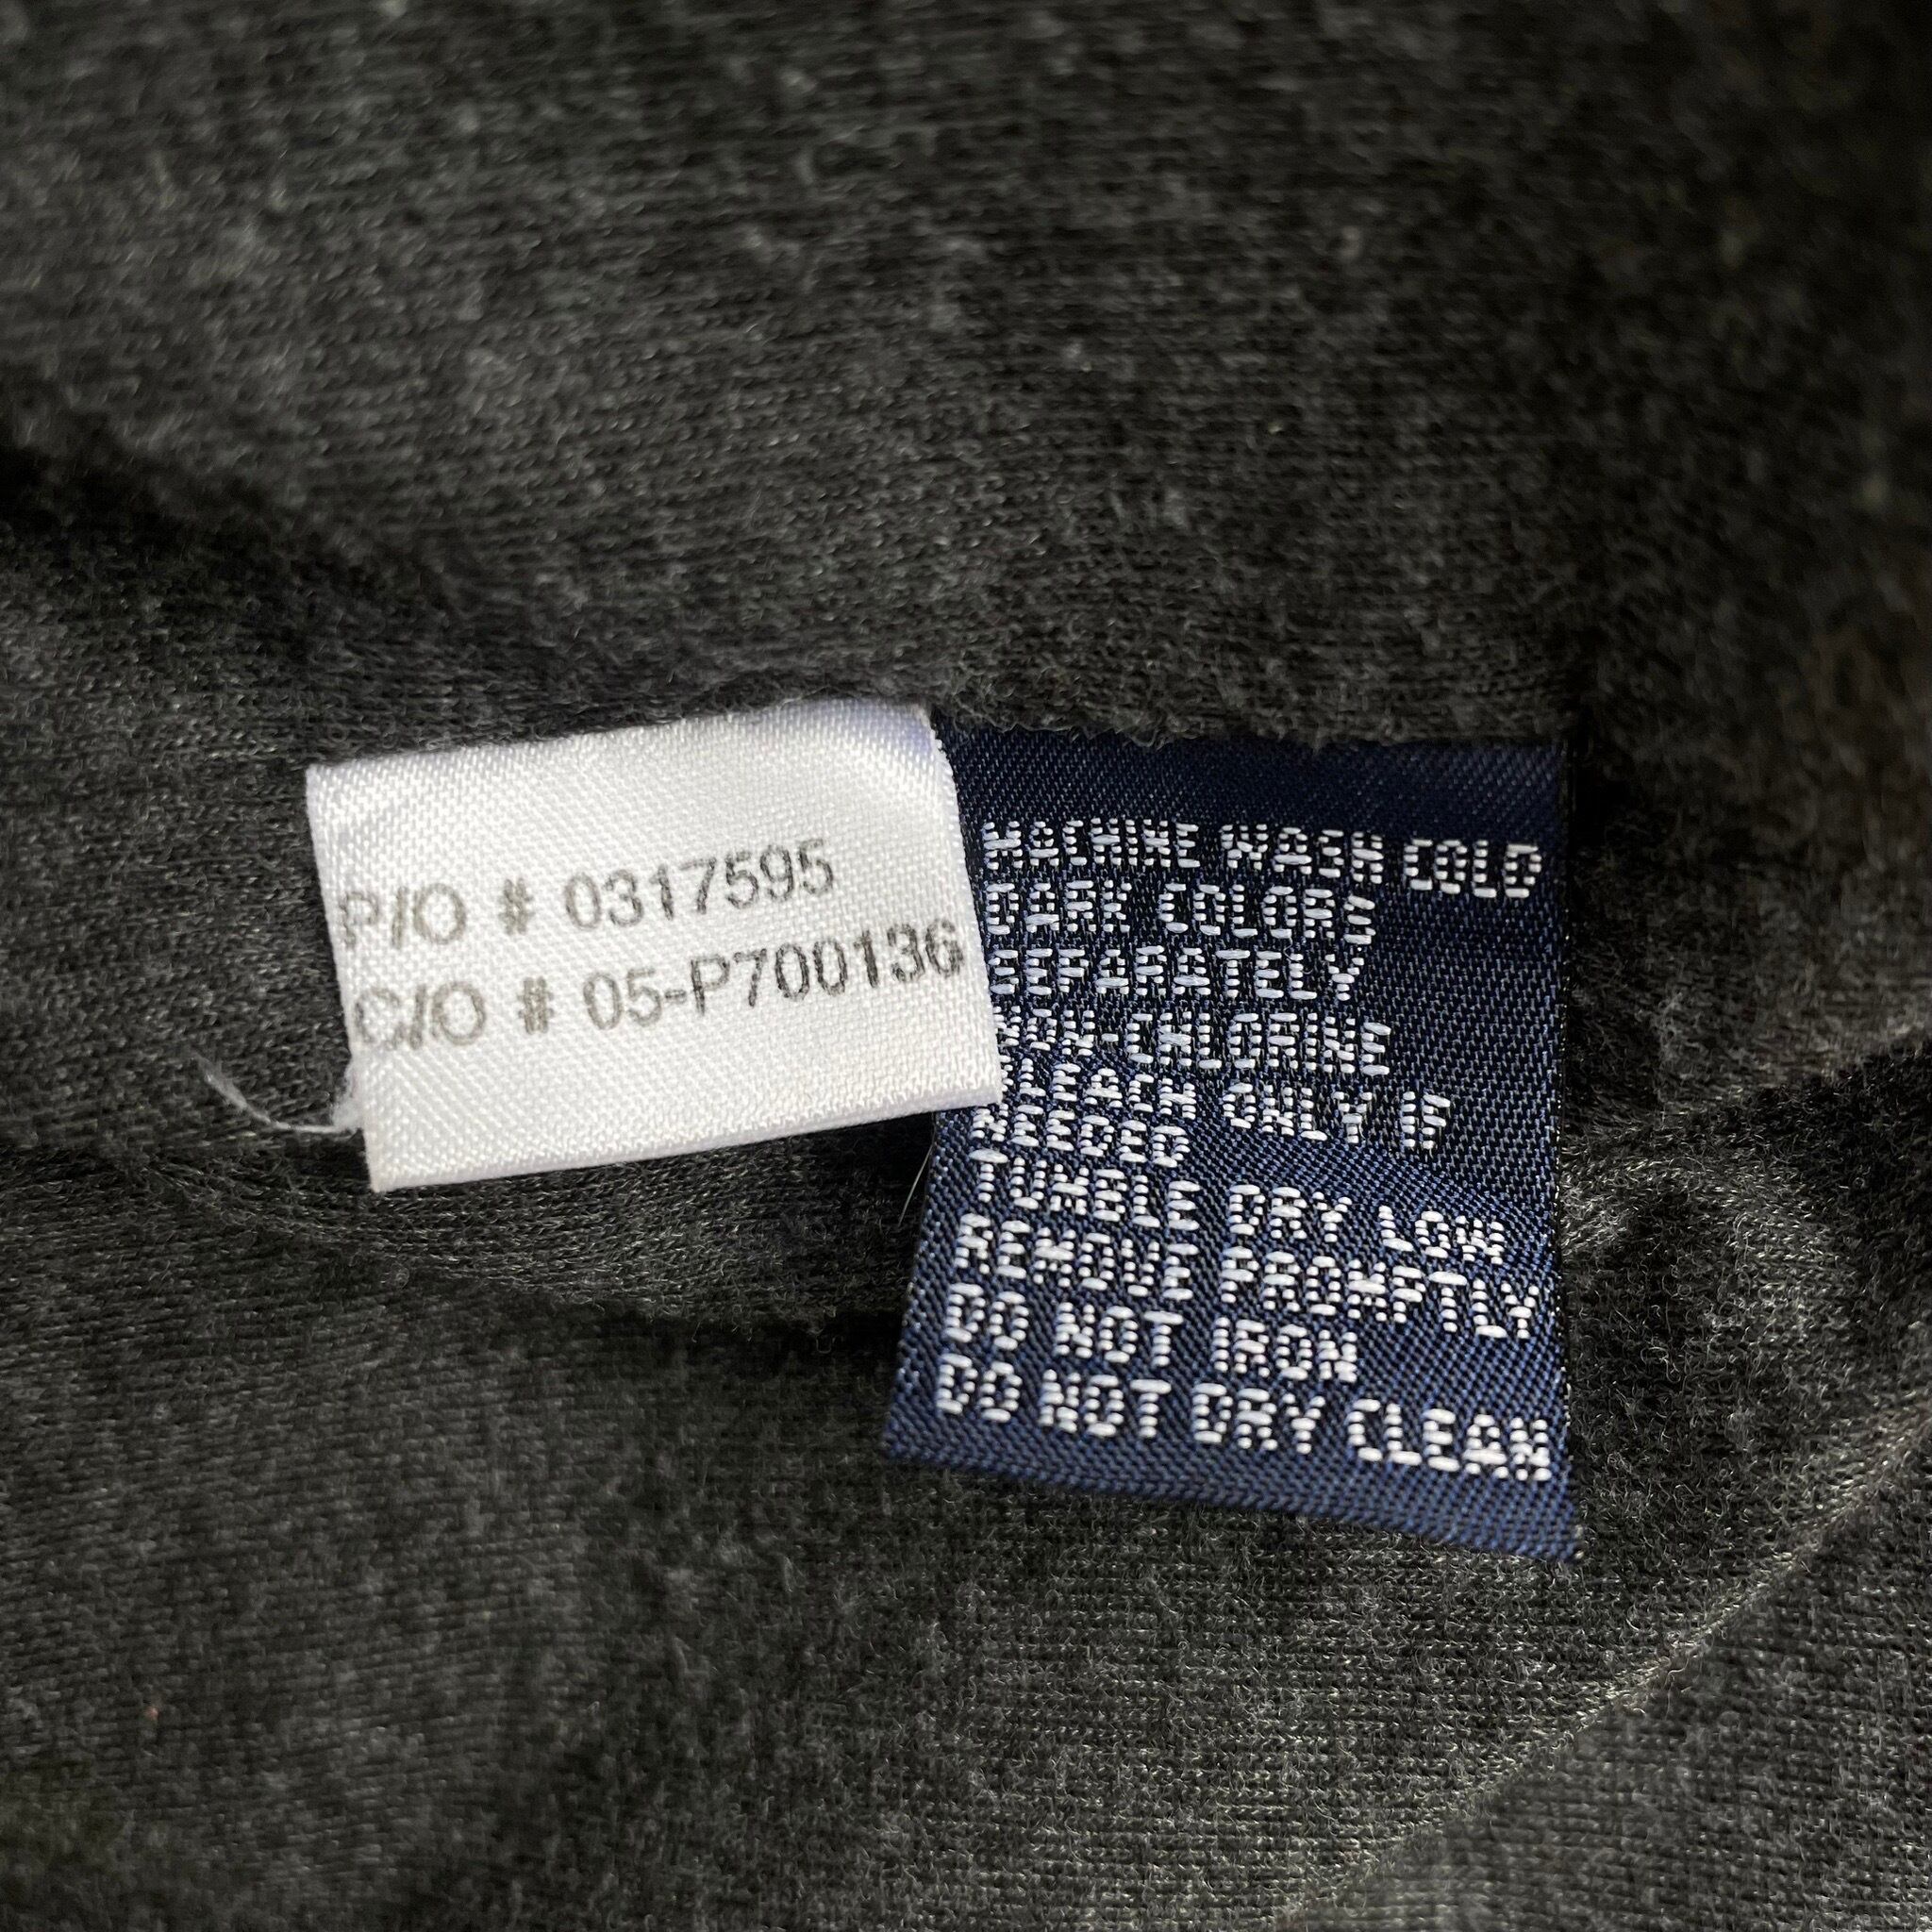 P/O # 0317595
C/O # 05-P700136
MACHINE WASH COLD
DARK COLORS
SEPARATELY
NON-CHLORINE
BLEACH ONLY IF
NEEDED
TUMBLE DRY LOW
REMOVE PROMPTLY
DO NOT IRON
DO NOT DRY CLEAN